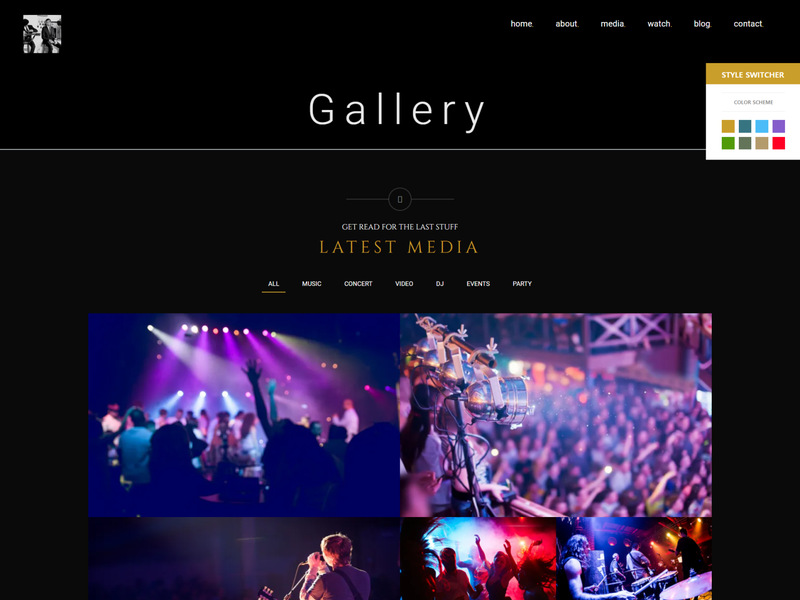 home. about. media. watch. blog. contact.
STYLE SWITCHER
COLOR SCHEME
Gallery
GET READ FOR THE LAST STUFF
LATEST MEDIA
ALL MUSIC CONCERT VIDEO DJ EVENTS PARTY